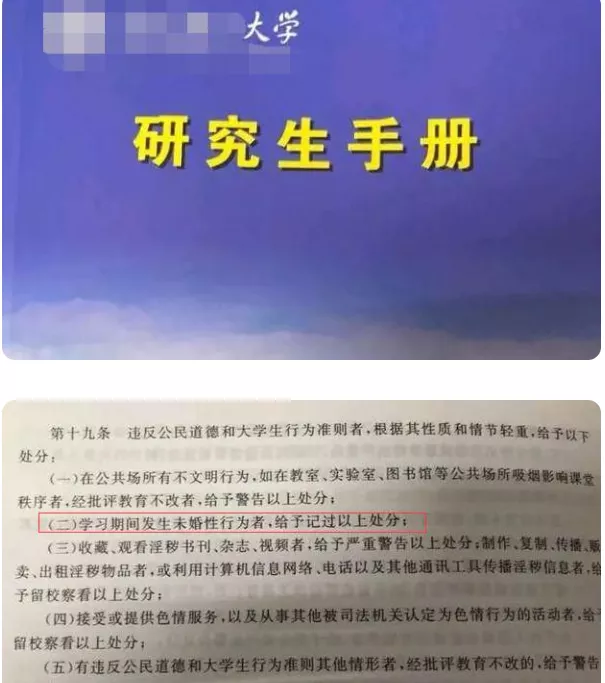 大学
研究生手册
第十九条 违反公民道德和大学生行为准则者,根据其性质和情节轻重,给予以下
处分:
(一)在公共场所有不文明行为,如在教室、实验室、图书馆等公共场所吸烟影响课堂
秩序者,经批评教育不改者,给予警告以上处分;
(二)学习期间发生未婚性行为者,给予记过以上处分;
(三)收藏、观看淫秽书刊、杂志、视频者,给予严重警告以上处分;制作、复制、传播、贩
卖、出租淫秽物品者,或利用计算机信息网络、电话以及其他通讯工具传播淫秽信息者,给
予留校察看以上处分;
(四)接受或提供色情服务,以及从事其他被司法机关认定为色情行为的活动者,给予
留校察看以上处分;
(五)有违反公民道德和大学生行为准则其他情形者,经批评教育不改的,给予警告